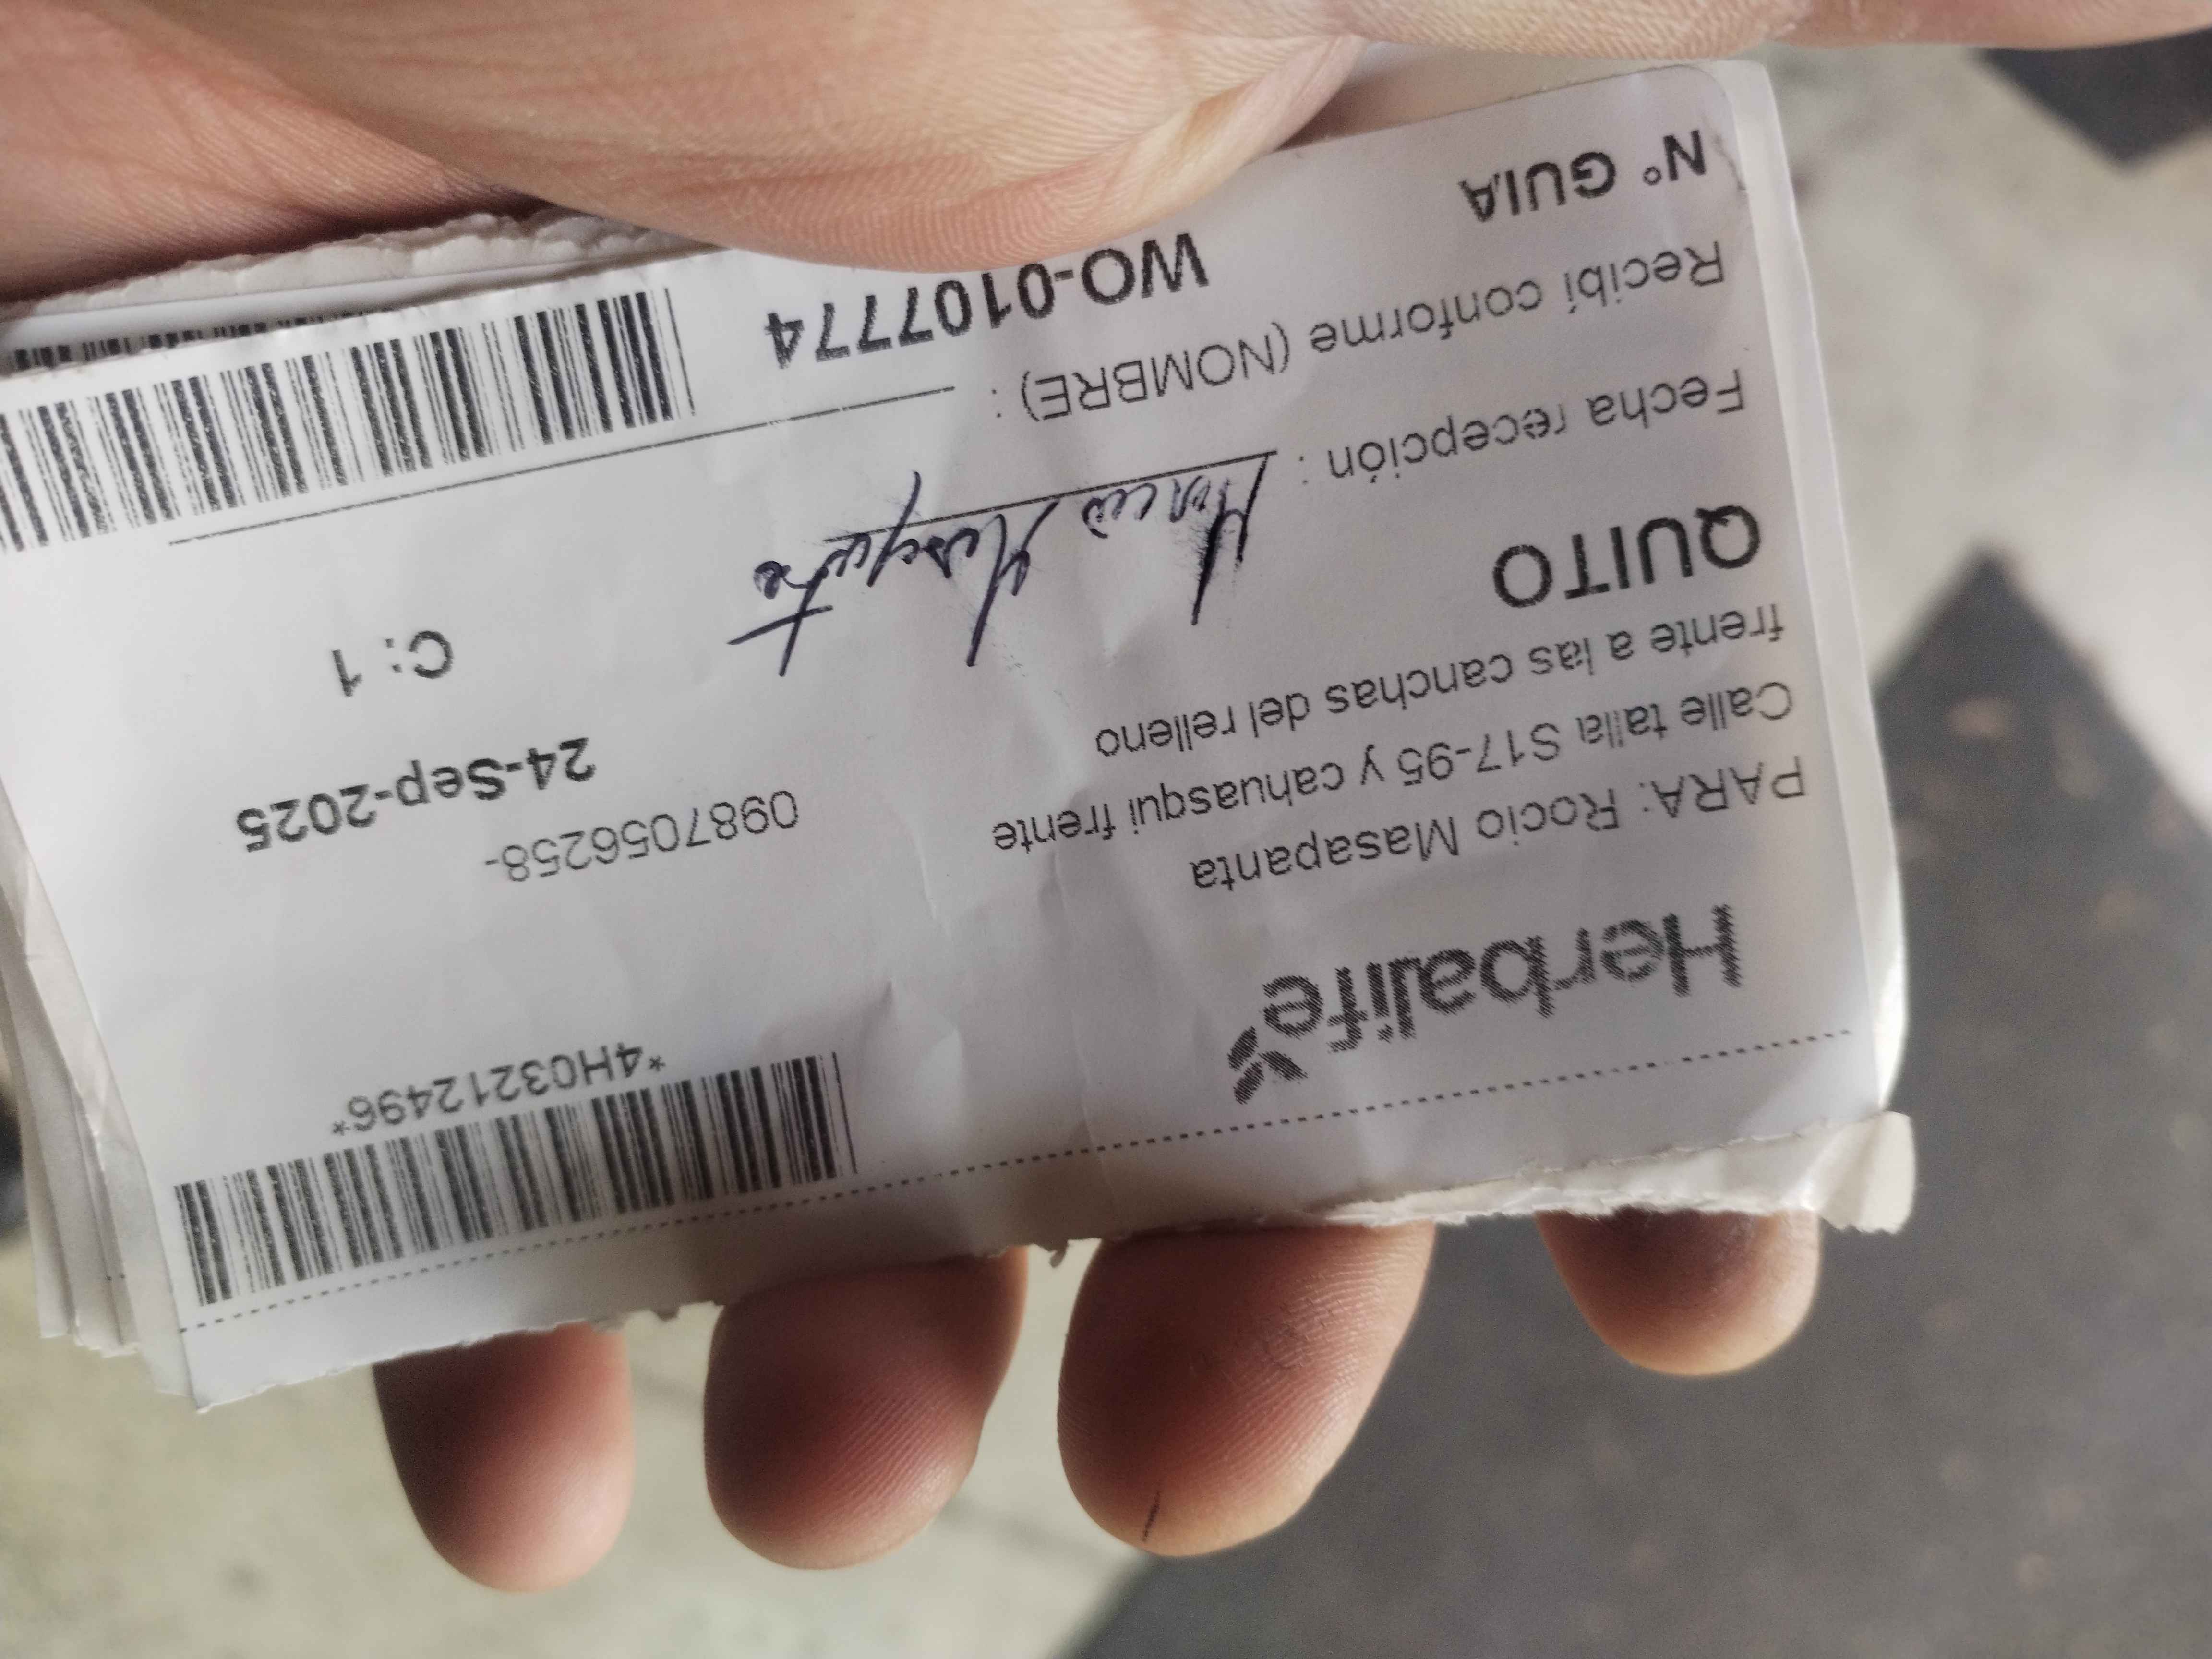 *4H03212496*
Herbalife
PARA: Rocio Masapanta
Calle talla S17-95 y cahuasqui frente
frente a las canchas del relleno
0987056258-
QUITO
24-Sep-2025
C: 1
Fecha recepción :
Recibí conforme (NOMBRE) :
N° GUIA
WO-0107774